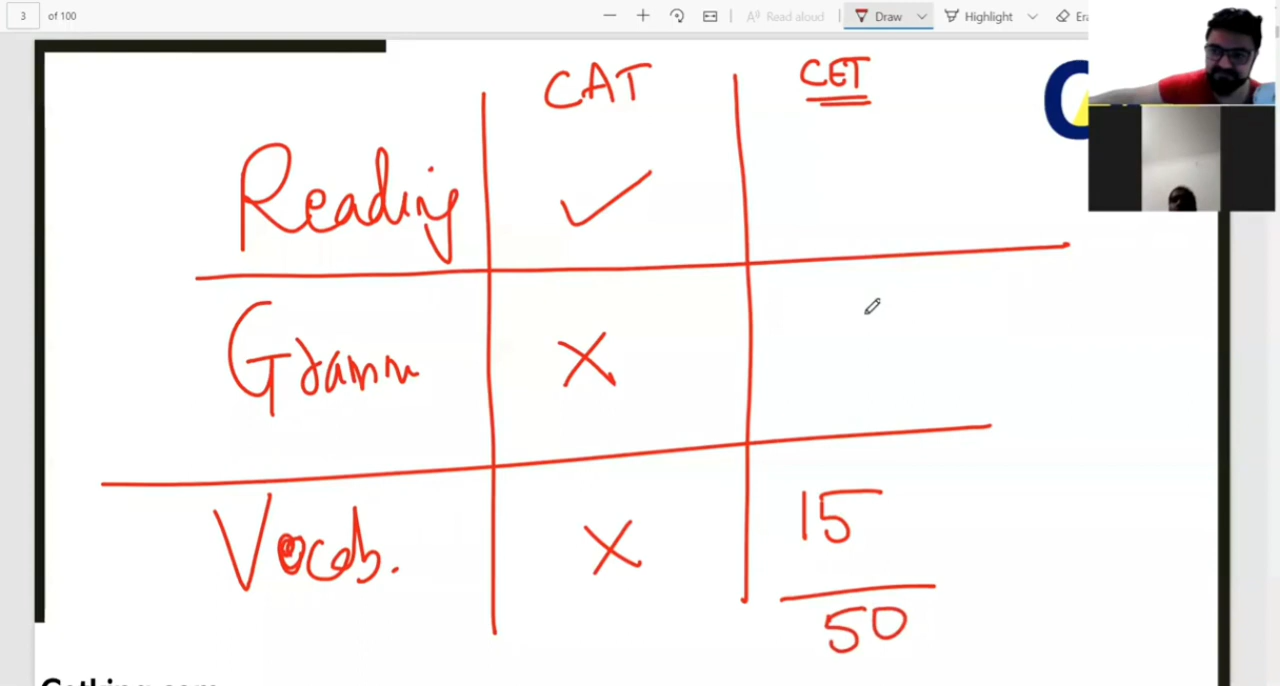 3 of 100 Read aloud Draw Highlight
CAT CET
Reading
Gramm
Vocab.
15
50